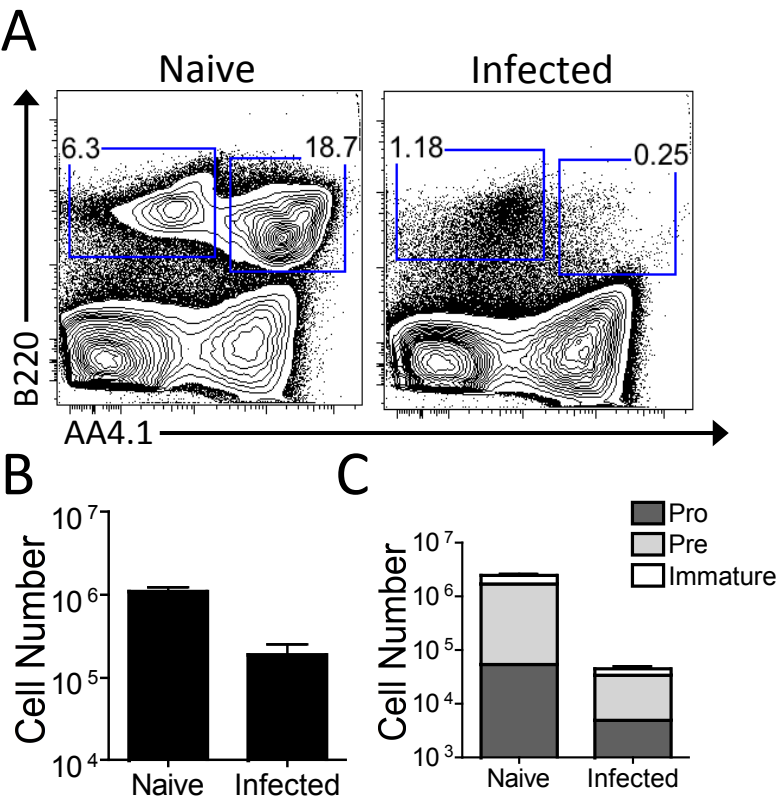 A
Naive
Infected
6.3
18.7
1.18
0.25
B220
AA4.1
B
C
Pro
Pre
Immature
Cell Number
10^7
10^6
10^5
10^4
Naive Infected
Cell Number
10^7
10^6
10^5
10^4
10^3
Naive Infected